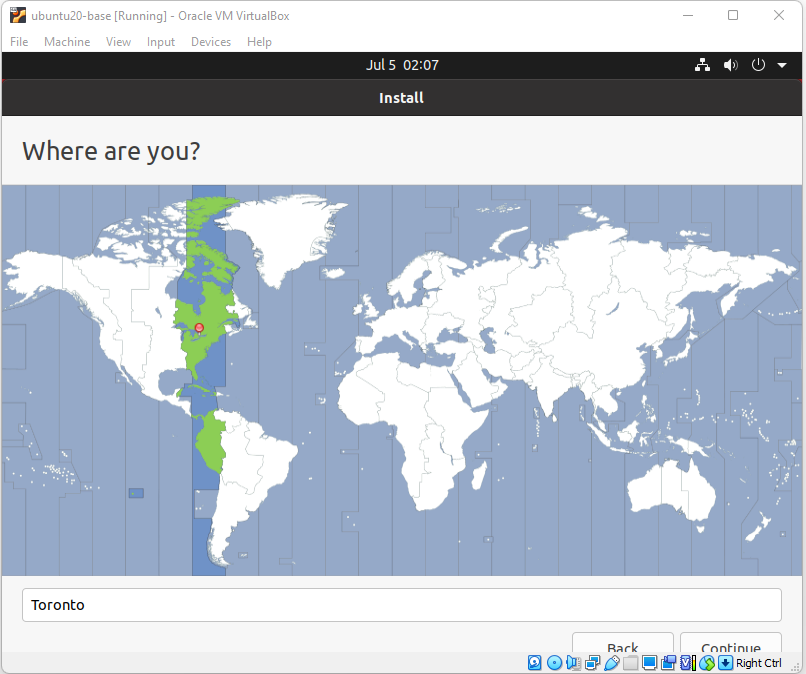 ubuntu20-base [Running] - Oracle VM VirtualBox
File Machine View Input Devices Help
Jul 5 02:07
Install
Where are you?
Toronto
Back Continue
Right Ctrl